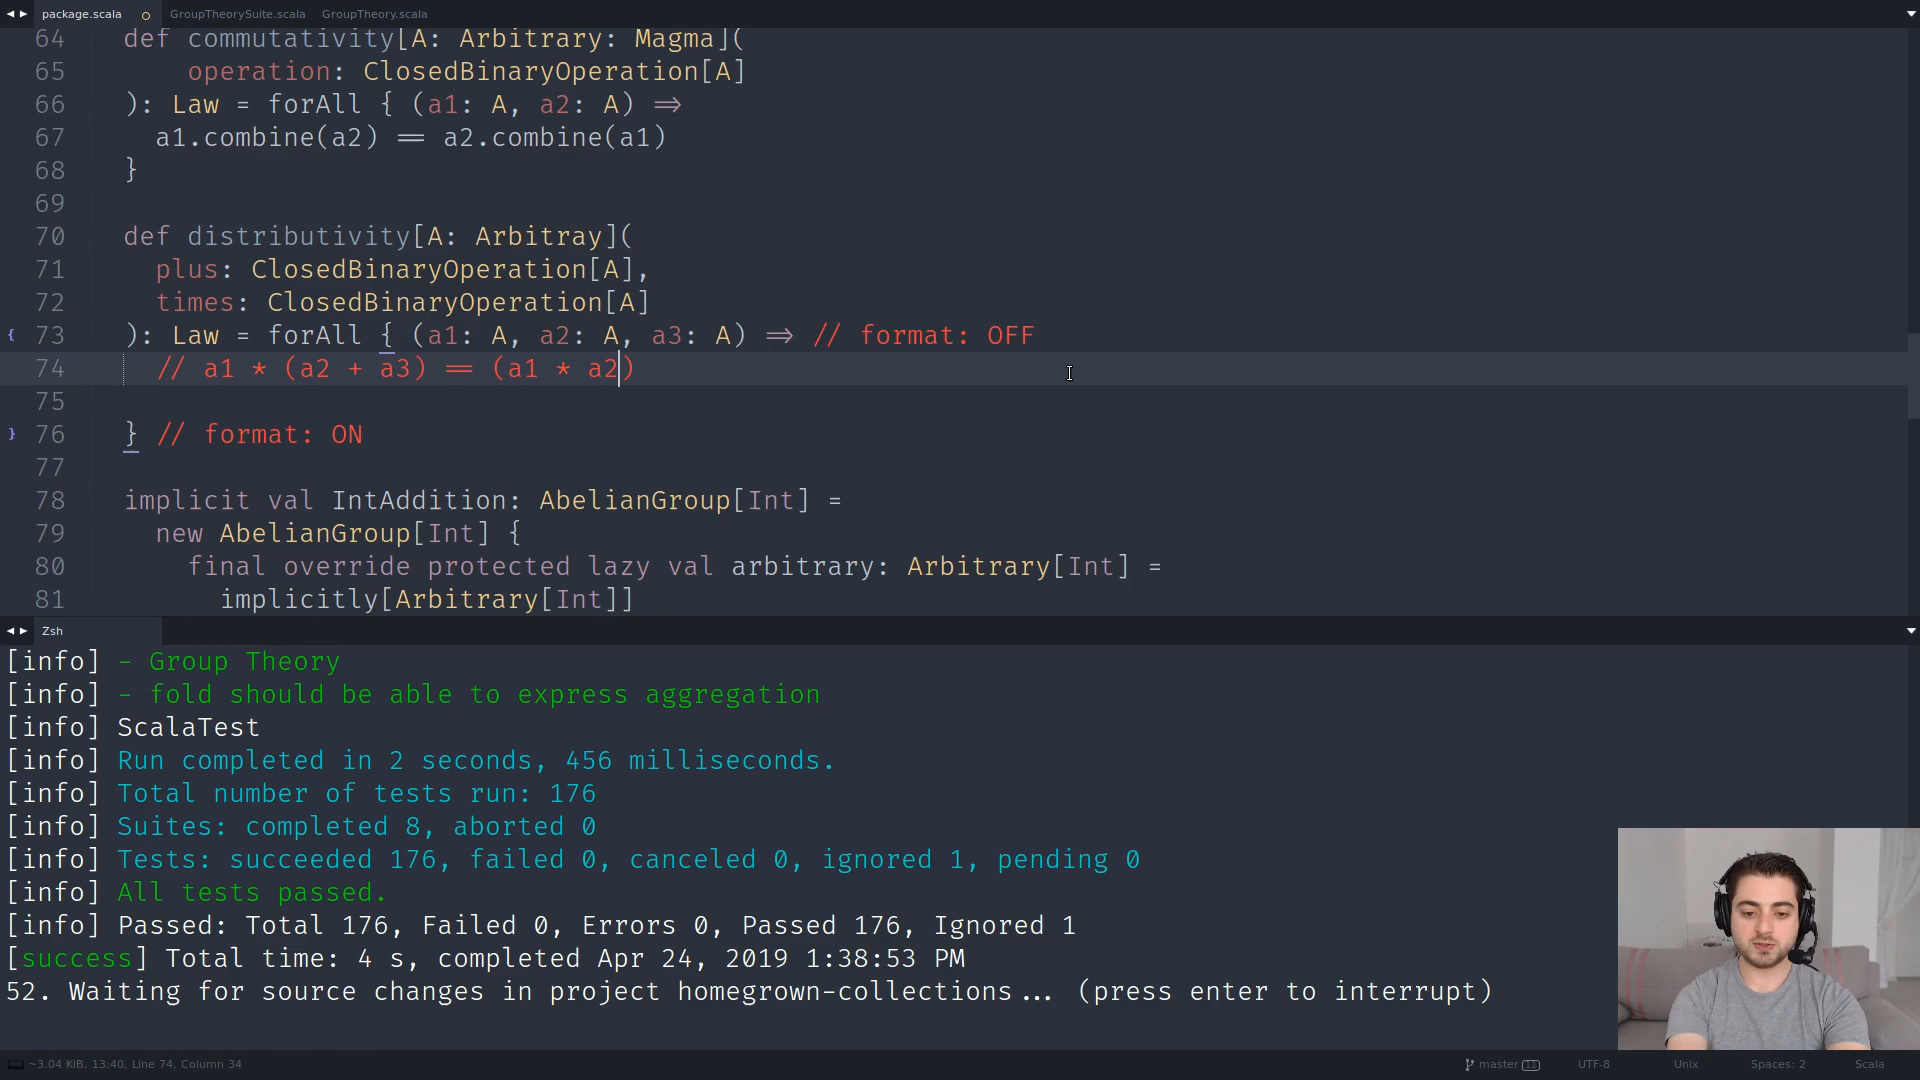 package.scala GroupTheorySuite.scala GroupTheory.scala
64 def commutativity[A: Arbitrary: Magma](
65 operation: ClosedBinaryOperation[A]
66 ): Law = forAll { (a1: A, a2: A) =>
67 a1.combine(a2) == a2.combine(a1)
68 }
69
70 def distributivity[A: Arbitray](
71 plus: ClosedBinaryOperation[A],
72 times: ClosedBinaryOperation[A]
73 ): Law = forAll { (a1: A, a2: A, a3: A) => // format: OFF
74 // a1 * (a2 + a3) == (a1 * a2)
75
76 } // format: ON
77
78 implicit val IntAddition: AbelianGroup[Int] =
79 new AbelianGroup[Int] {
80 final override protected lazy val arbitrary: Arbitrary[Int] =
81 implicitly[Arbitrary[Int]]
Zsh
[info] - Group Theory
[info] - fold should be able to express aggregation
[info] ScalaTest
[info] Run completed in 2 seconds, 456 milliseconds.
[info] Total number of tests run: 176
[info] Suites: completed 8, aborted 0
[info] Tests: succeeded 176, failed 0, canceled 0, ignored 1, pending 0
[info] All tests passed.
[info] Passed: Total 176, Failed 0, Errors 0, Passed 176, Ignored 1
[success] Total time: 4 s, completed Apr 24, 2019 1:38:53 PM
52. Waiting for source changes in project homegrown-collections... (press enter to interrupt)
~3.04 KiB, 13:40, Line 74, Column 34 master 11 UTF-8 Unix Spaces: 2 Scala